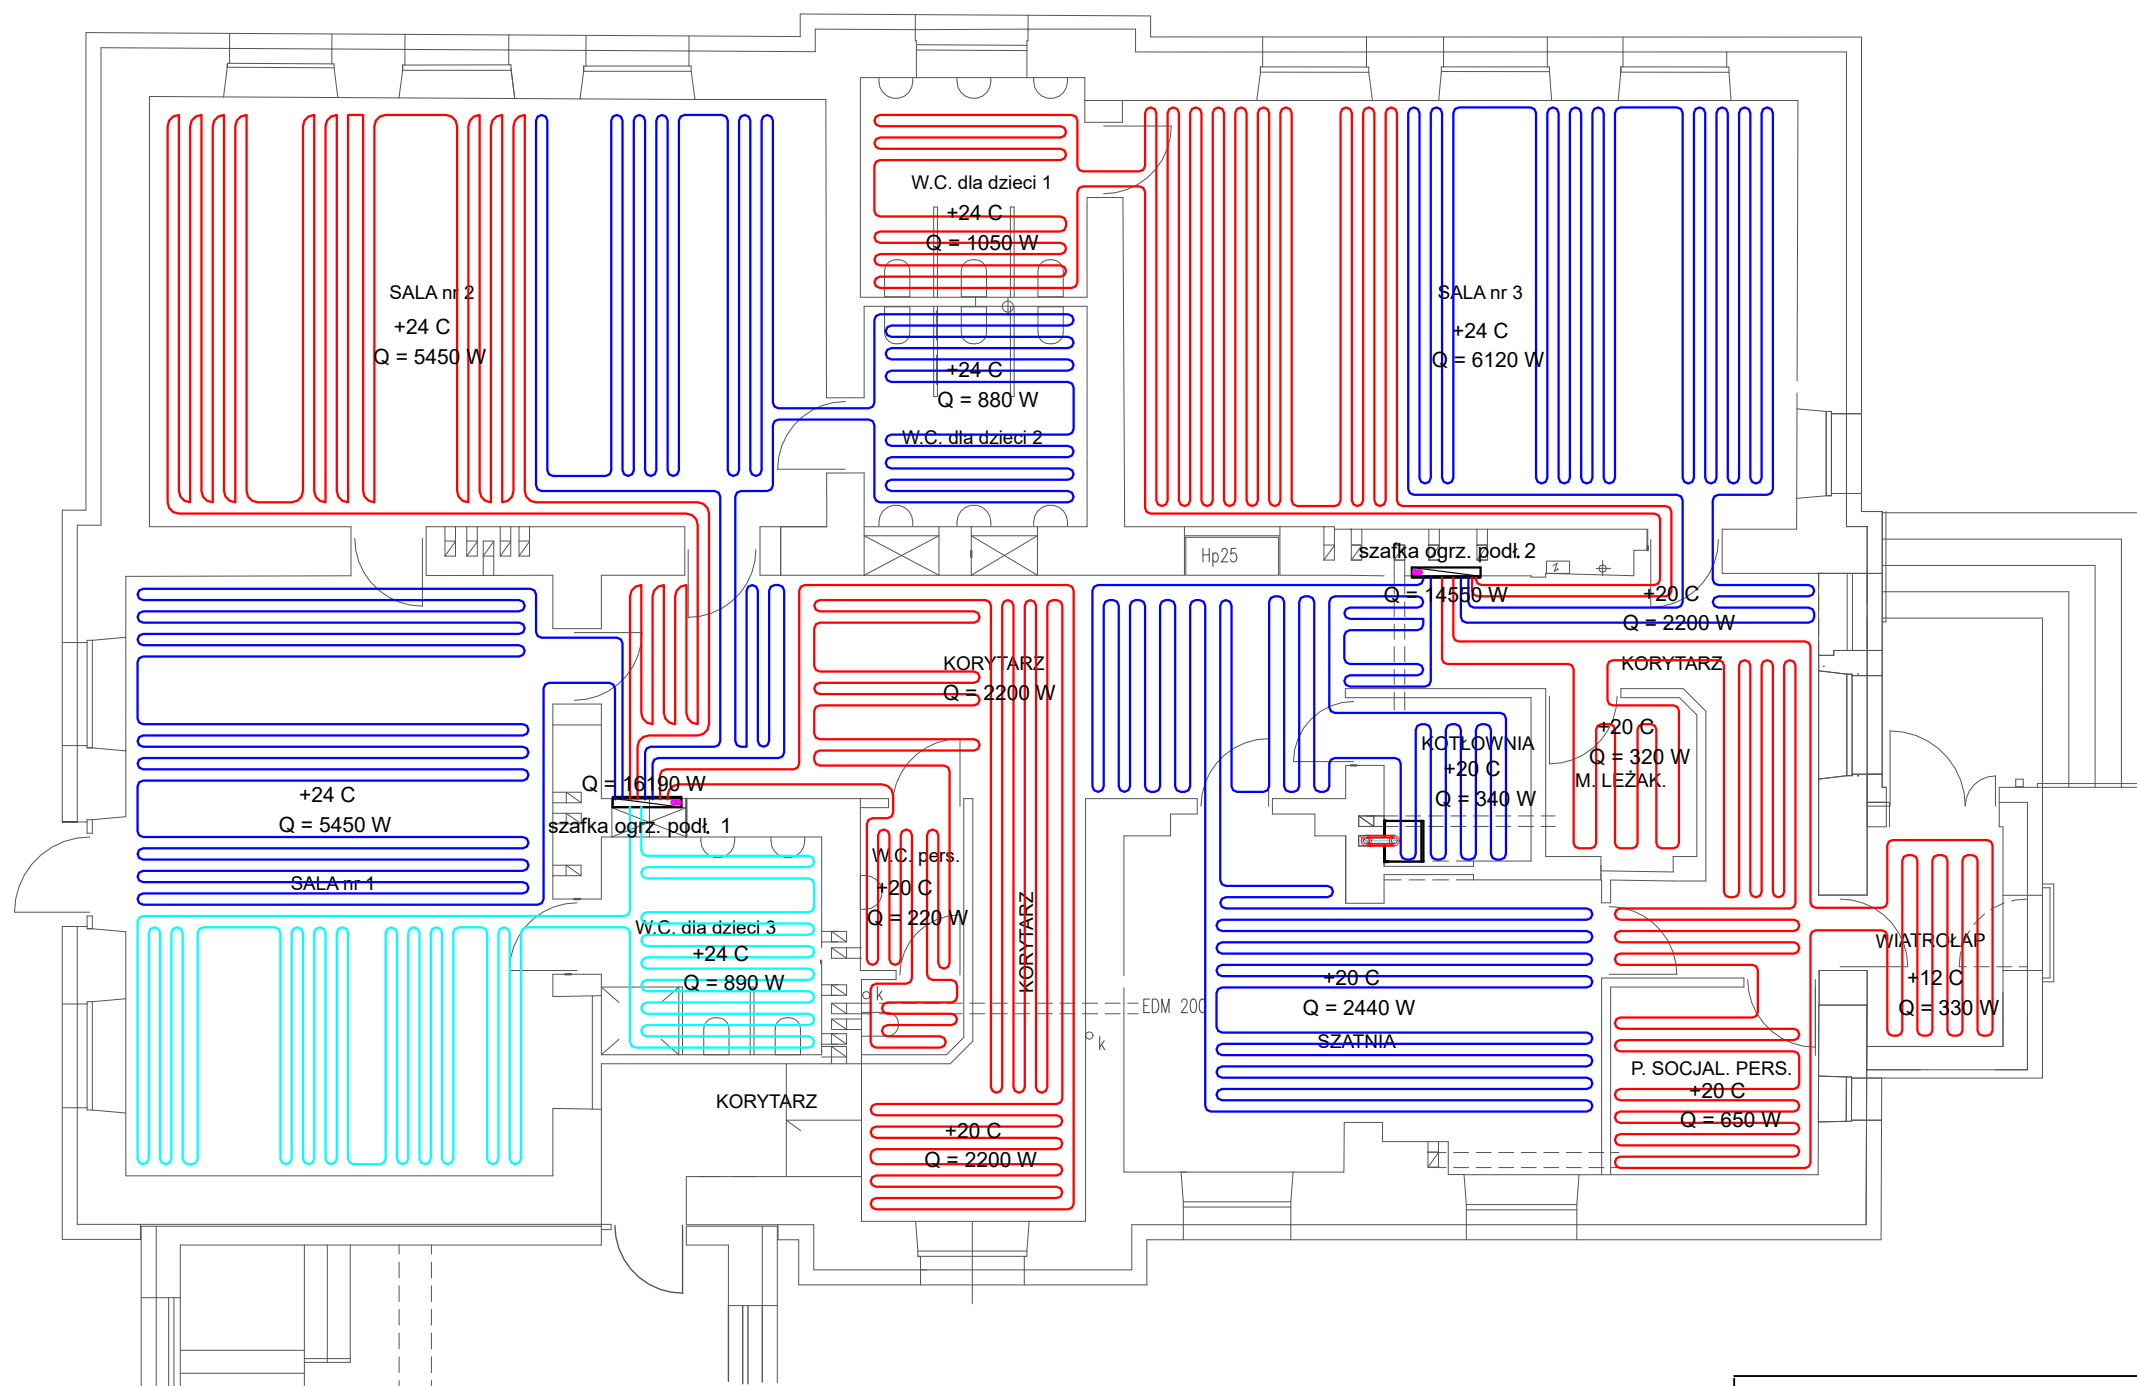 W.C. dla dzieci 1
+24 C
Q = 1050 W
SALA nr 2
+24 C
Q = 5450 W
SALA nr 3
+24 C
Q = 6120 W
+24 C
Q = 880 W
W.C. dla dzieci 2
Hp25
szafka ogrz. podł. 2
Q = 14550 W
+20 C
Q = 2200 W
KORYTARZ
KORYTARZ
Q = 2200 W
+20 C
Q = 320 W
M. LEŻAK.
KOTŁOWNIA
+20 C
Q = 340 W
Q = 16190 W
szafka ogrz. podł. 1
+24 C
Q = 5450 W
SALA nr 1
W.C. pers.
+20 C
Q = 220 W
W.C. dla dzieci 3
+24 C
Q = 890 W
KORYTARZ
WIATROŁAP
+12 C
Q = 330 W
+20 C
Q = 2440 W
SZATNIA
k
EDM 200
k
P. SOCJAL. PERS.
+20 C
Q = 650 W
KORYTARZ
+20 C
Q = 2200 W